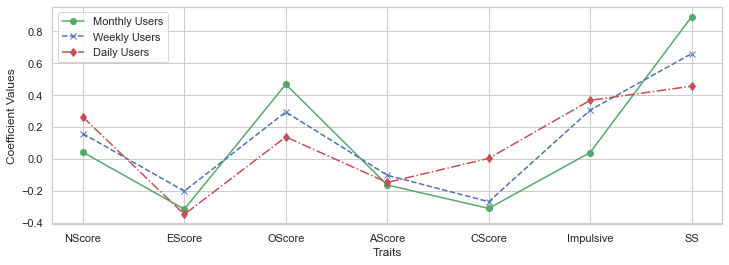 Monthly Users
Weekly Users
Daily Users
Coefficient Values
0.8
0.6
0.4
0.2
0.0
−0.2
−0.4
NScore EScore OScore AScore CScore Impulsive SS
Traits